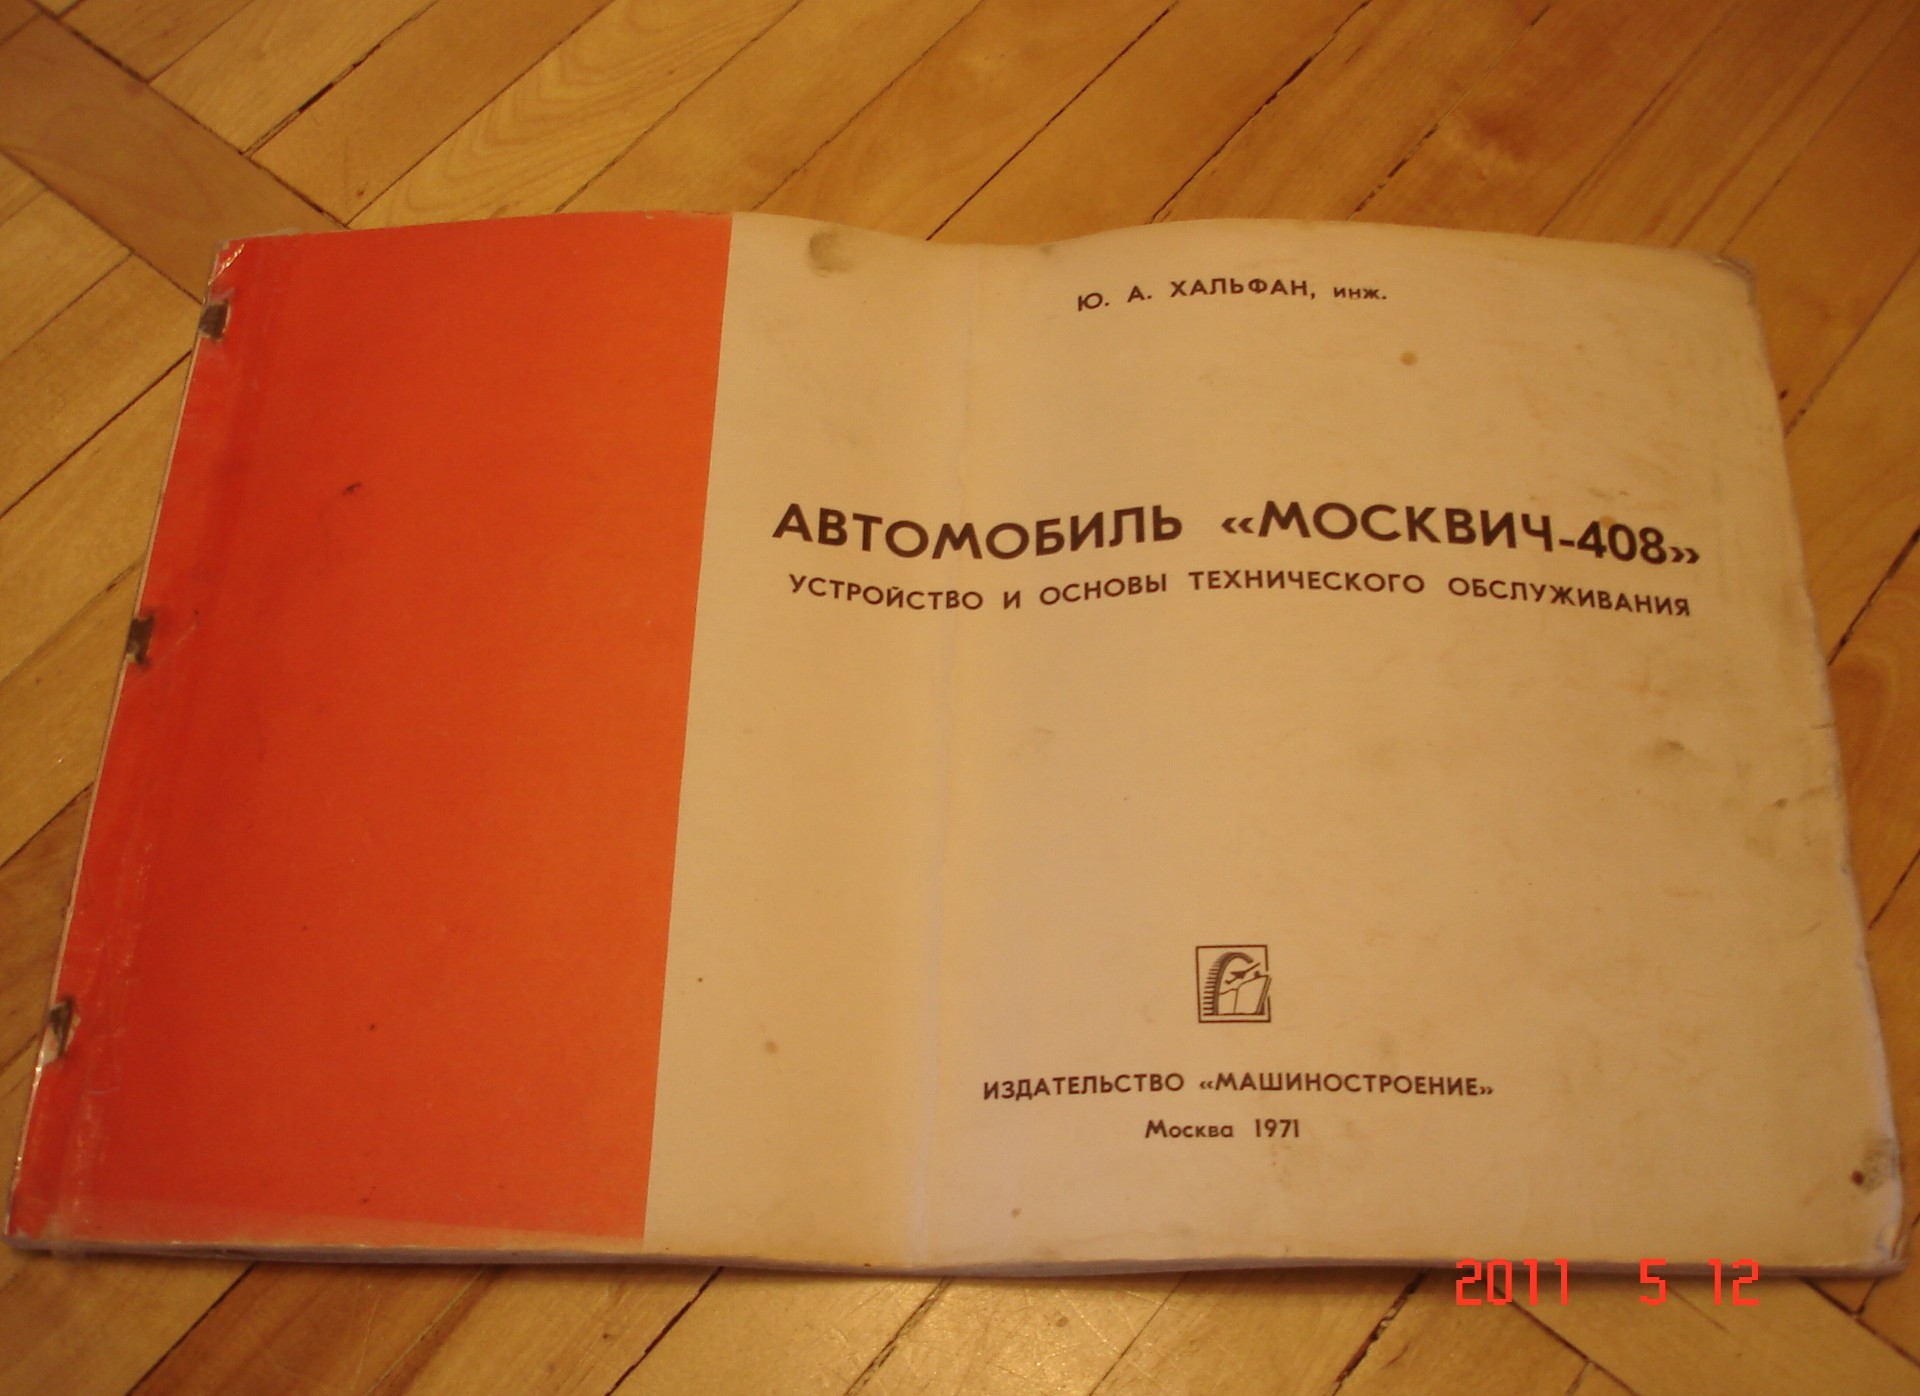 Ю. А. ХАЛЬФАН, инж.
АВТОМОБИЛЬ «МОСКВИЧ-408»
УСТРОЙСТВО И ОСНОВЫ ТЕХНИЧЕСКОГО ОБСЛУЖИВАНИЯ
ИЗДАТЕЛЬСТВО «МАШИНОСТРОЕНИЕ»
Москва 1971
2011 5 12